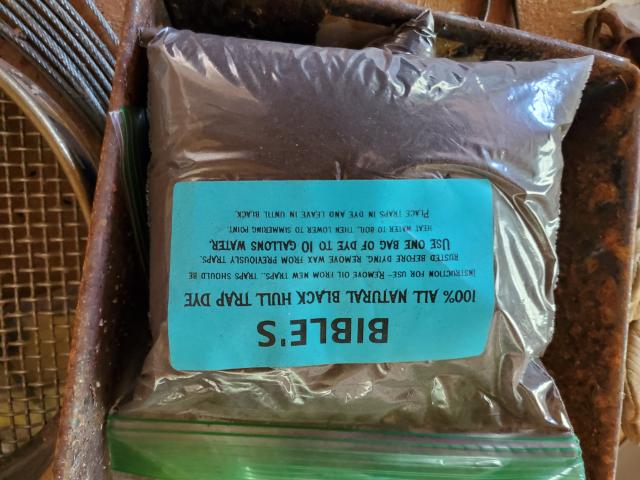 BIBLE'S
100% ALL NATURAL BLACK HULL TRAP DYE
INSTRUCTION FOR USE- REMOVE OIL FROM NEW TRAPS.. TRAPS SHOULD BE
RUSTED BEFORE DYING. REMOVE WAX FROM PREVIOUSLY TRAPS.
USE ONE BAG OF DYE TO 10 GALLONS WATER.
HEAT WATER TO BOIL. THEN LOWER TO SIMMERING POINT.
PLACE TRAPS IN DYE AND LEAVE IN UNTIL BLACK.